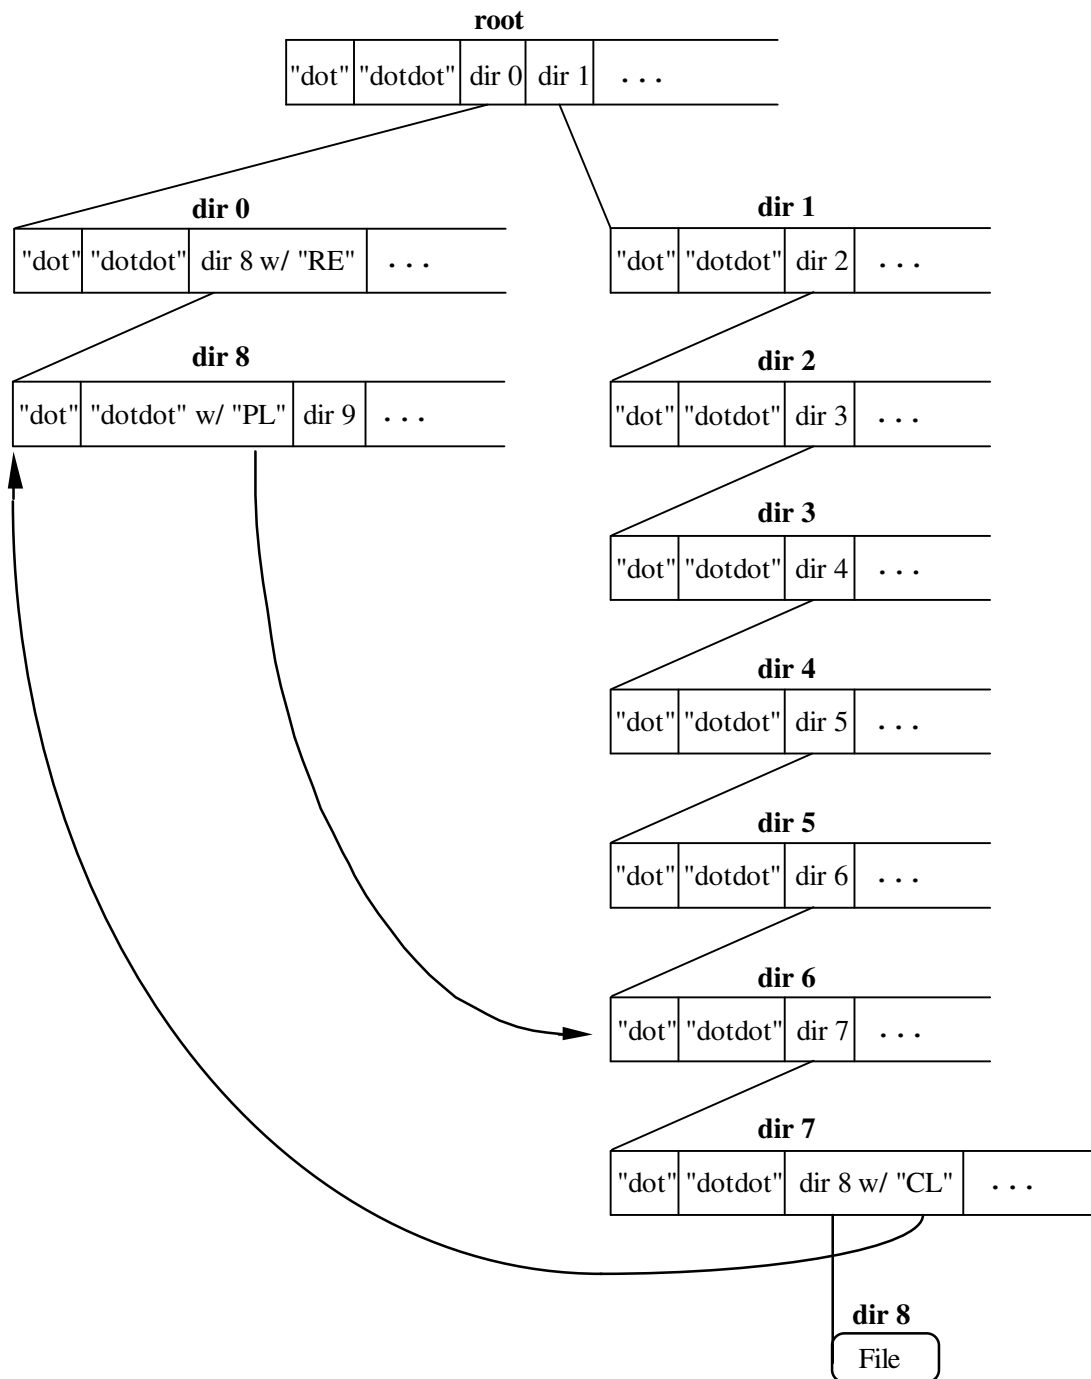 root
"dot" "dotdot" dir 0 dir 1 . . .
dir 0
"dot" "dotdot" dir 8 w/ "RE" . . .
dir 1
"dot" "dotdot" dir 2 . . .
dir 8
"dot" "dotdot" w/ "PL" dir 9 . . .
dir 2
"dot" "dotdot" dir 3 . . .
dir 3
"dot" "dotdot" dir 4 . . .
dir 4
"dot" "dotdot" dir 5 . . .
dir 5
"dot" "dotdot" dir 6 . . .
dir 6
"dot" "dotdot" dir 7 . . .
dir 7
"dot" "dotdot" dir 8 w/ "CL" . . .
dir 8
File